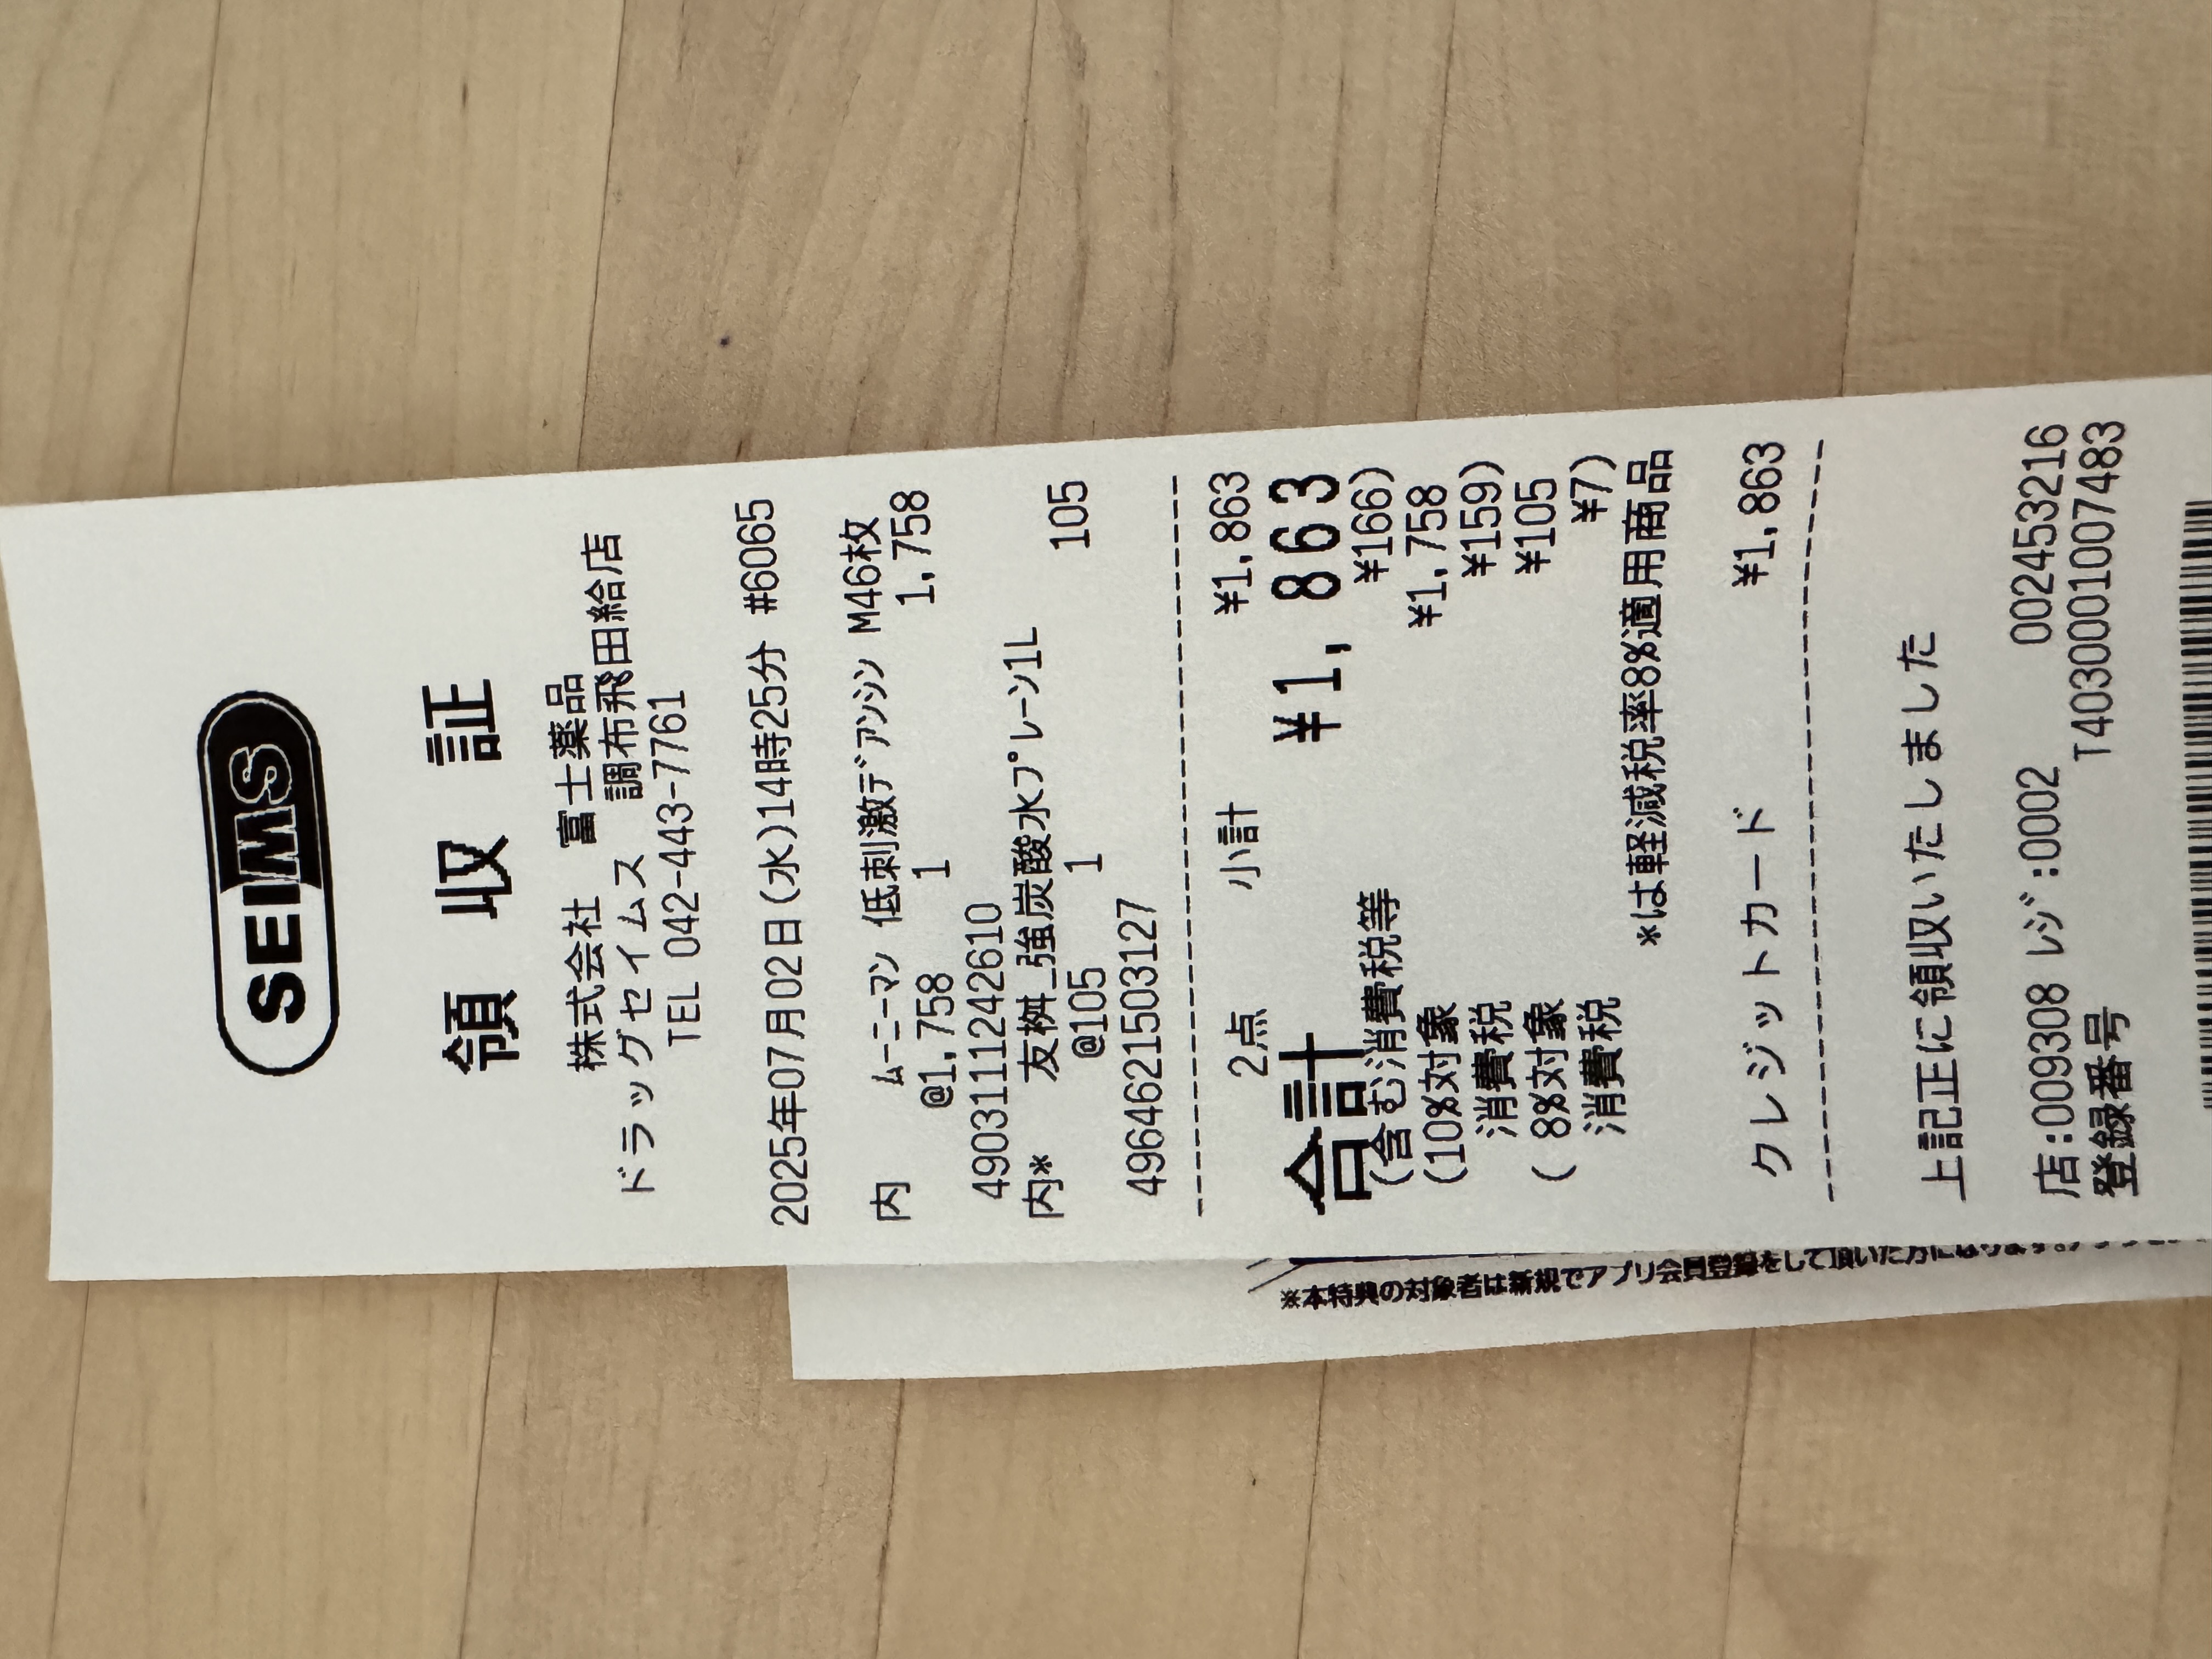 SEIMS
領収証
株式会社 富士薬品
ドラッグセイムス 調布飛田給店
TEL 042-443-7761
2025年07月02日(水)14時25分 #6065
内 ﾑｰﾆｰﾏﾝ 低刺激ﾃﾞｱﾝｼﾝ M46枚
@1,758 1 1,758
4903111242610
内* 友桝_強炭酸水ﾌﾟﾚｰﾝ1L
@105 1 105
4964621503127
2点 小計 ¥1,863
合計 ¥1,863
(含む消費税等 ¥166)
(10%対象 ¥1,758
消費税 ¥159)
( 8%対象 ¥105
消費税 ¥7)
*は軽減税率8%適用商品
クレジットカード ¥1,863
上記正に領収いたしました
店:009308 ﾚｼﾞ:0002 002453216
登録番号 T4030001007483
※本特典の対象者は新規でアプリ会員登録をして頂いた方に